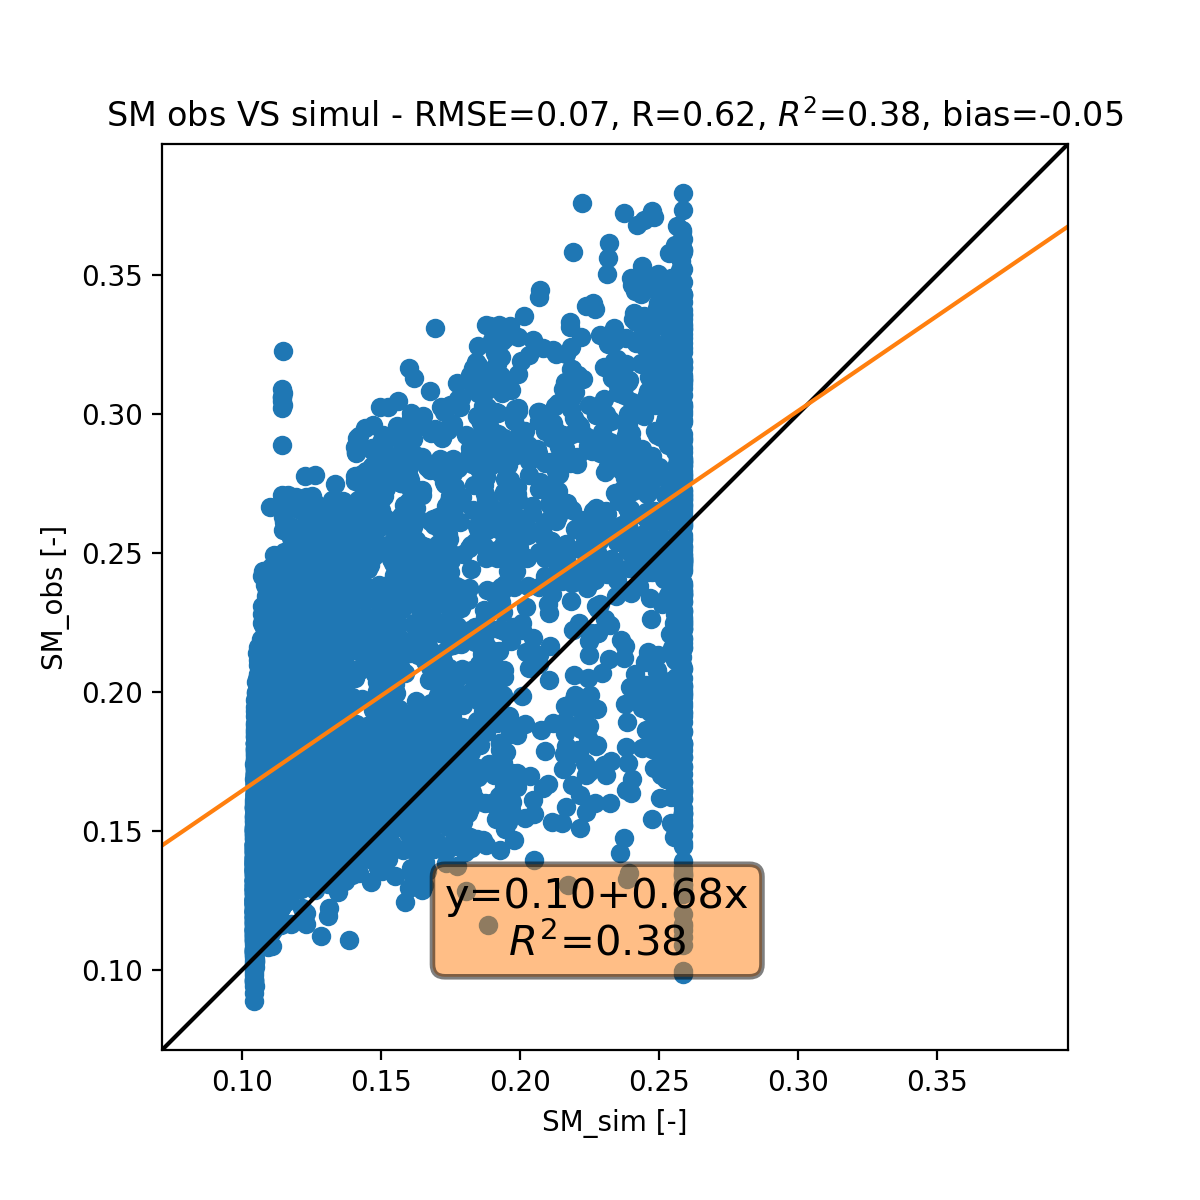 SM obs VS simul - RMSE=0.07, R=0.62, R²=0.38, bias=-0.05
0.35
0.30
0.25
0.20
0.15
0.10
SM_obs [-]
y=0.10+0.68x
R²=0.38
0.10 0.15 0.20 0.25 0.30 0.35
SM_sim [-]